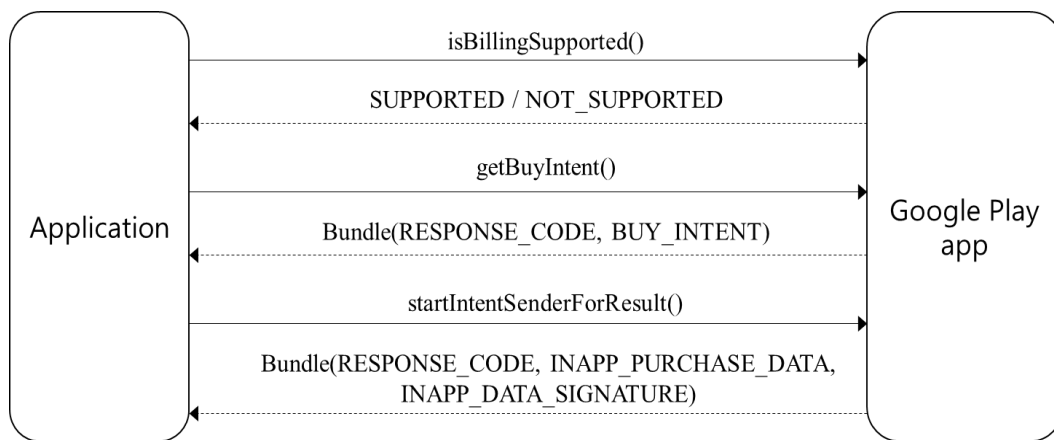 isBillingSupported()
SUPPORTED / NOT_SUPPORTED
getBuyIntent()
Application
Bundle(RESPONSE_CODE, BUY_INTENT)
Google Play
app
startIntentSenderForResult()
Bundle(RESPONSE_CODE, INAPP_PURCHASE_DATA,
INAPP_DATA_SIGNATURE)